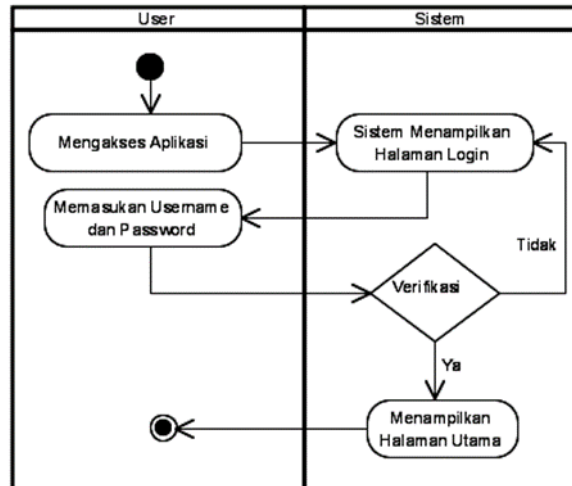 User
Sistem
Mengakses Aplikasi
Sistem Menampilkan
Halaman Login
Memasukan Username
dan Password
Tidak
Verifikasi
Ya
Menampilkan
Halaman Utama